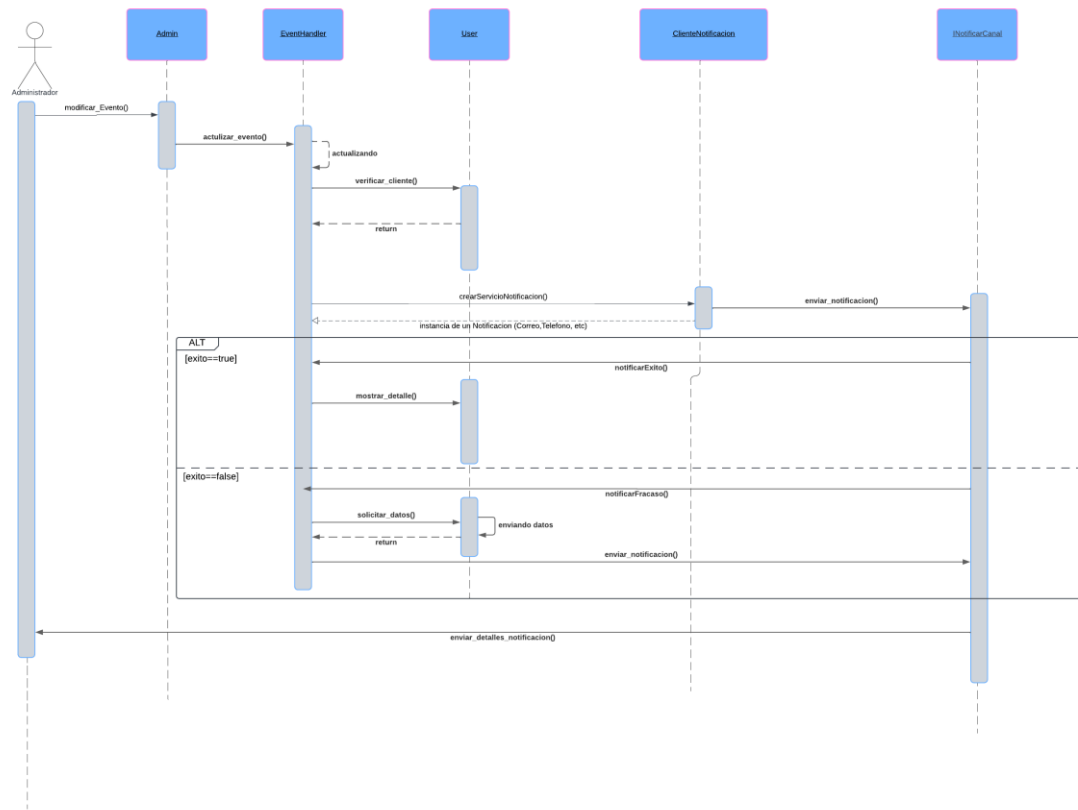 Admin
EventHandler
User
ClienteNotificacion
INotificarCanal
Administrador
modificar_Evento()
actulizar_evento()
actualizando
verificar_cliente()
return
crearServicioNotificacion()
enviar_notificacion()
instancia de un Notificacion (Correo,Telefono, etc)
ALT
[exito==true]
notificarExito()
mostrar_detalle()
[exito==false]
notificarFracaso()
solicitar_datos()
enviando datos
return
enviar_notificacion()
enviar_detalles_notificacion()